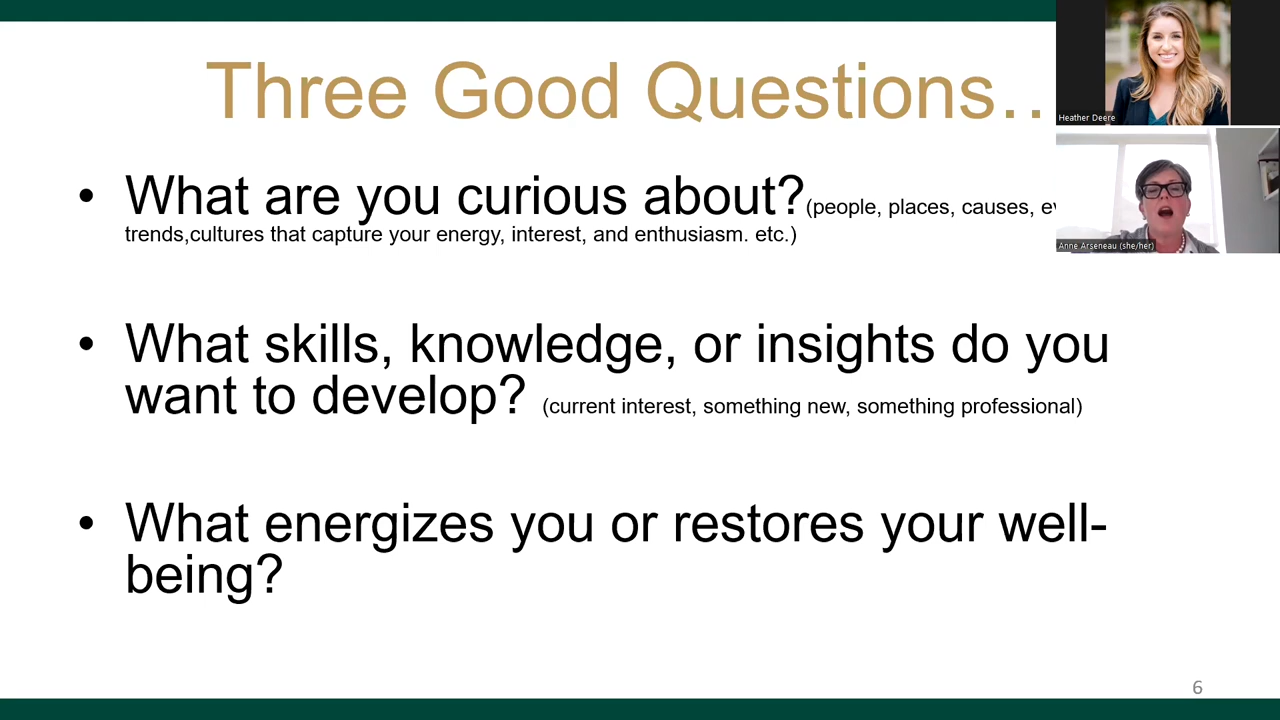 Three Good Questions..
Heather Deere
• What are you curious about?(people, places, causes,
trends,cultures that capture your energy, interest, and enthusiasm. etc.)
Anne Arseneau (she/her)
• What skills, knowledge, or insights do you
want to develop? (current interest, something new, something professional)
• What energizes you or restores your well-
being?
6